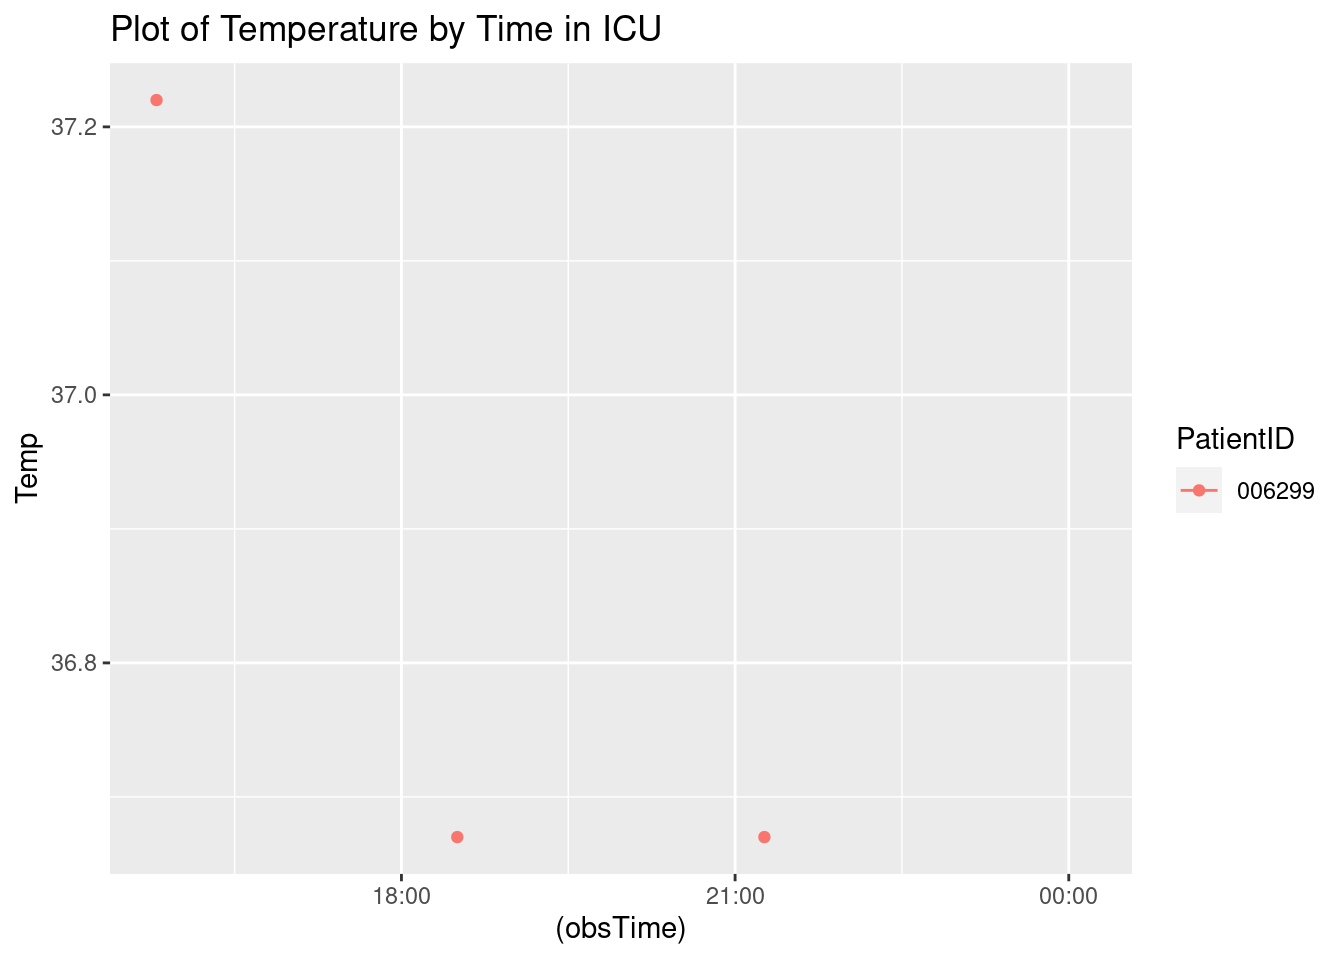 Plot of Temperature by Time in ICU
37.2
37.0
36.8
Temp
18:00
21:00
00:00
(obsTime)
PatientID
006299